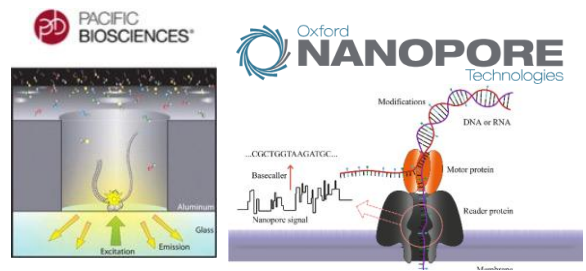 PACIFIC
BIOSCIENCES®
Aluminum
Glass
Excitation
Emission
Oxford
NANOPORE
Technologies
Modifications
DNA or RNA
...CGCTGGTAAGATGC...
Motor protein
Basecaller
Nanopore signal
Reader protein
Membrane